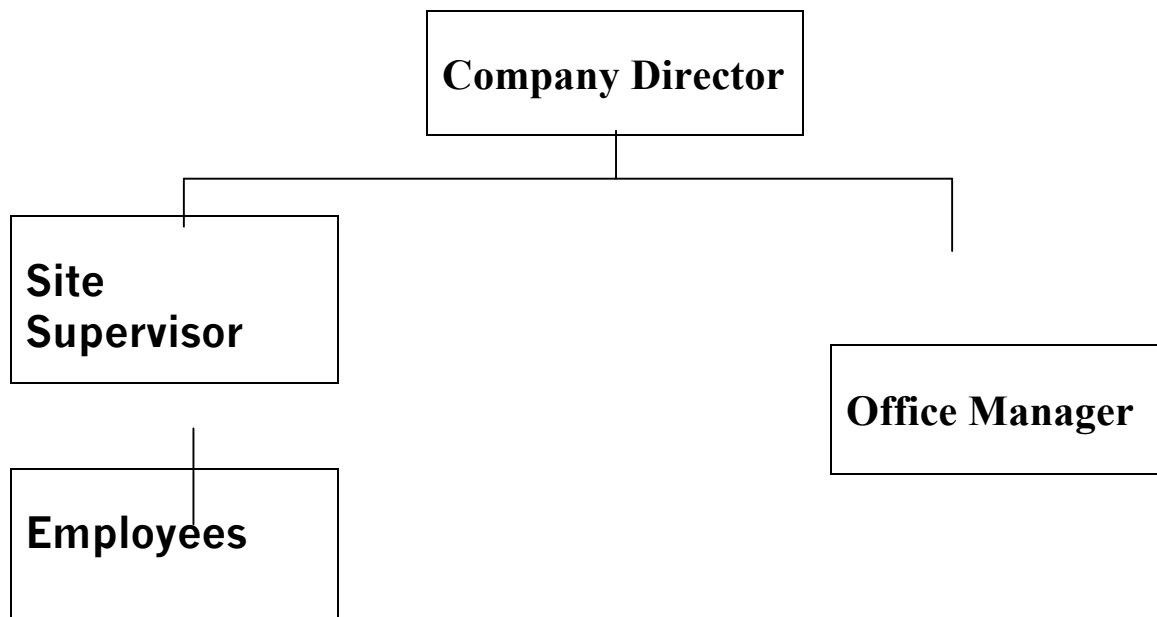 Company Director
Site
Supervisor
Office Manager
Employees